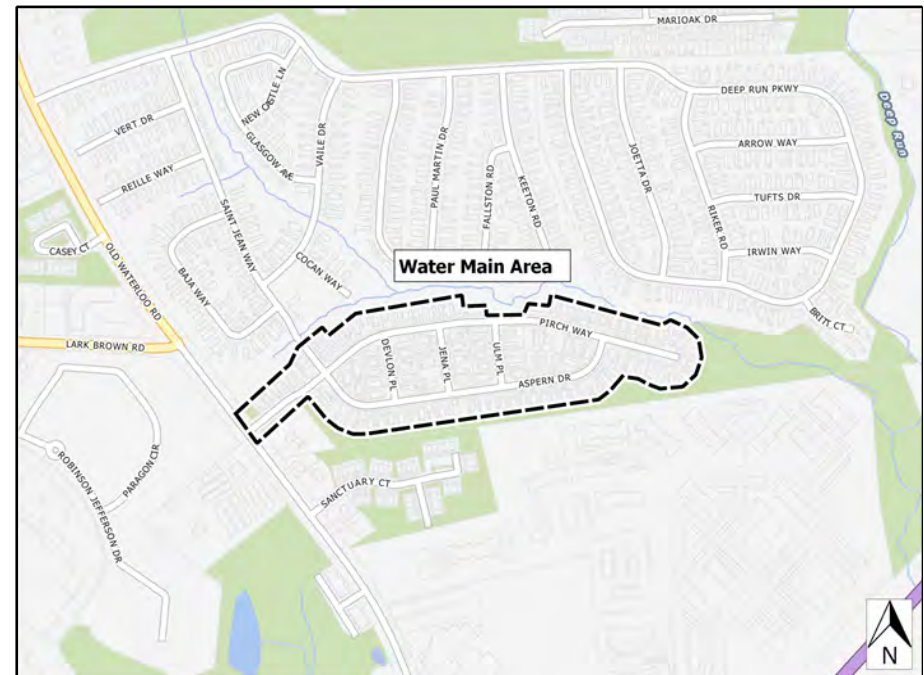 MARIOAK DR
DEEP RUN PKWY
Deep Run
NEW CASTLE LN
VERT DR
GLASGOW AVE
VAILE DR
PAUL MARTIN DR
FALLSTON RD
KEETON RD
JOETTA DR
ARROW WAY
REILLE WAY
TUFTS DR
RIKER RD
SAINT JEAN WAY
CASEY CT
OLD WATERLOO RD
BAJA WAY
COCAN WAY
IRWIN WAY
Water Main Area
BRITT CT
LARK BROWN RD
PIRCH WAY
DEVLON PL
JENA PL
ULM PL
ASPERN DR
ROBINSON JEFFERSON DR
PARAGON CIR
SANCTUARY CT
N